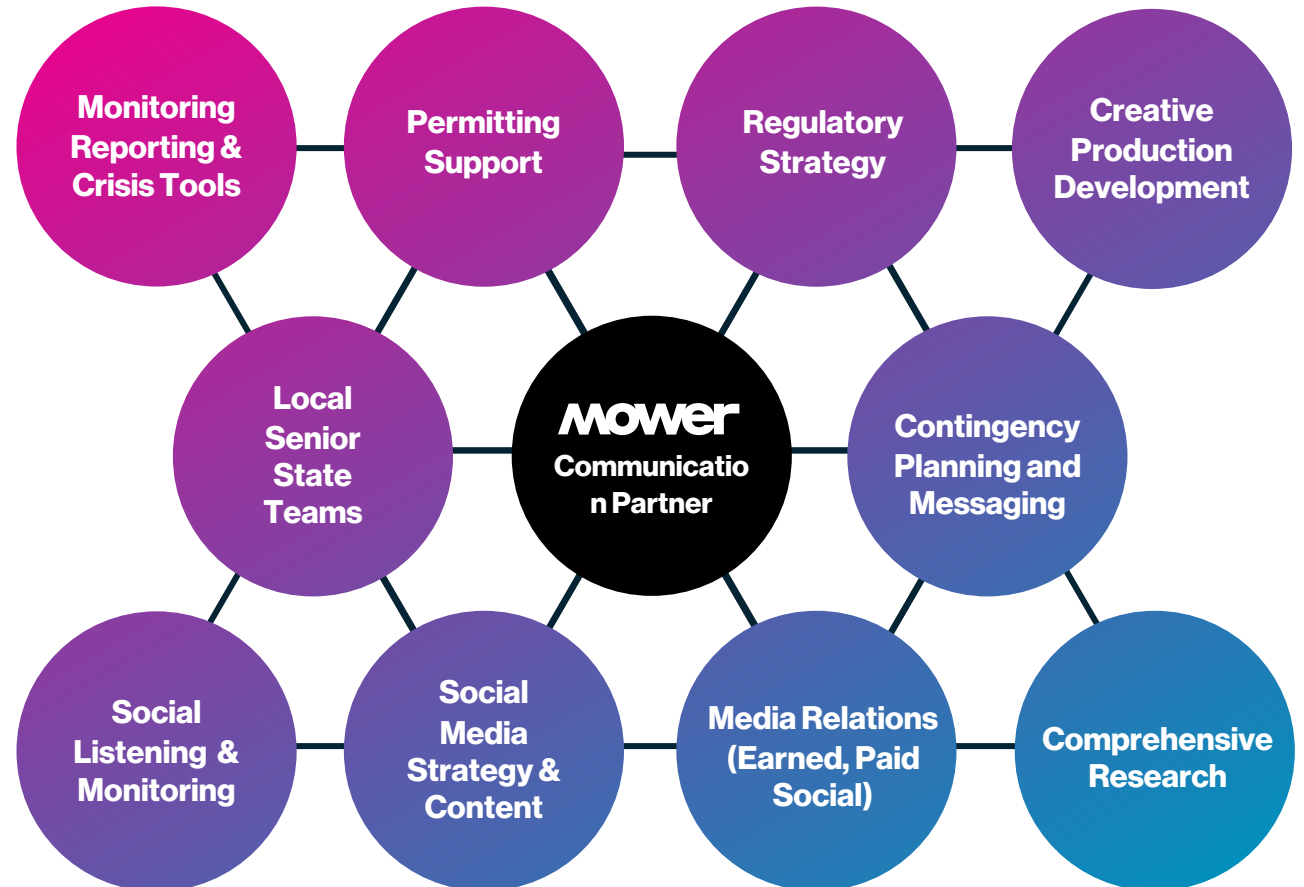 Monitoring
Reporting &
Crisis Tools
Permitting
Support
Regulatory
Strategy
Creative
Production
Development
Local
Senior
State
Teams
mower
Communicatio
n Partner
Contingency
Planning and
Messaging
Social
Listening &
Monitoring
Social
Media
Strategy &
Content
Media Relations
(Earned, Paid
Social)
Comprehensive
Research